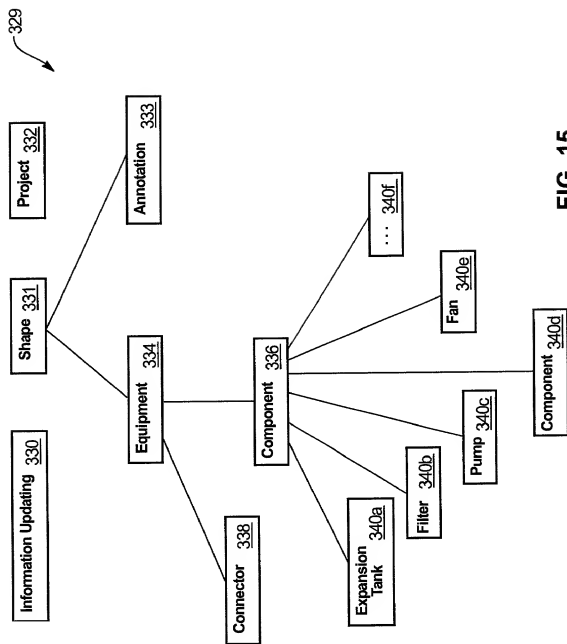 329
Information Updating 330
Shape 331
Project 332
Equipment 334
Annotation 333
Connector 338
Component 336
Expansion
Tank 340a
Filter 340b
Pump 340c
Component 340d
Fan 340e
... 340f
FIG. 15